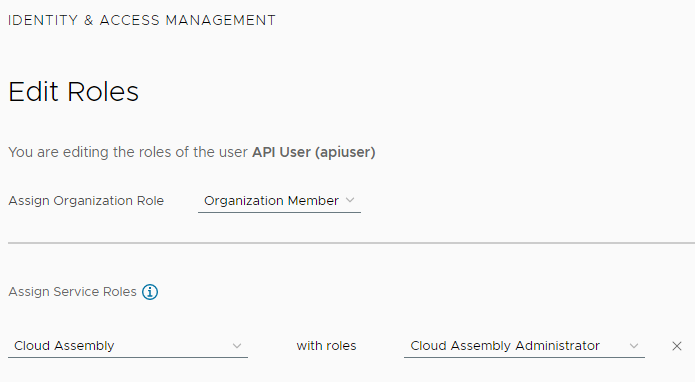 IDENTITY & ACCESS MANAGEMENT
Edit Roles
You are editing the roles of the user API User (apiuser)
Assign Organization Role Organization Member
Assign Service Roles
Cloud Assembly with roles Cloud Assembly Administrator